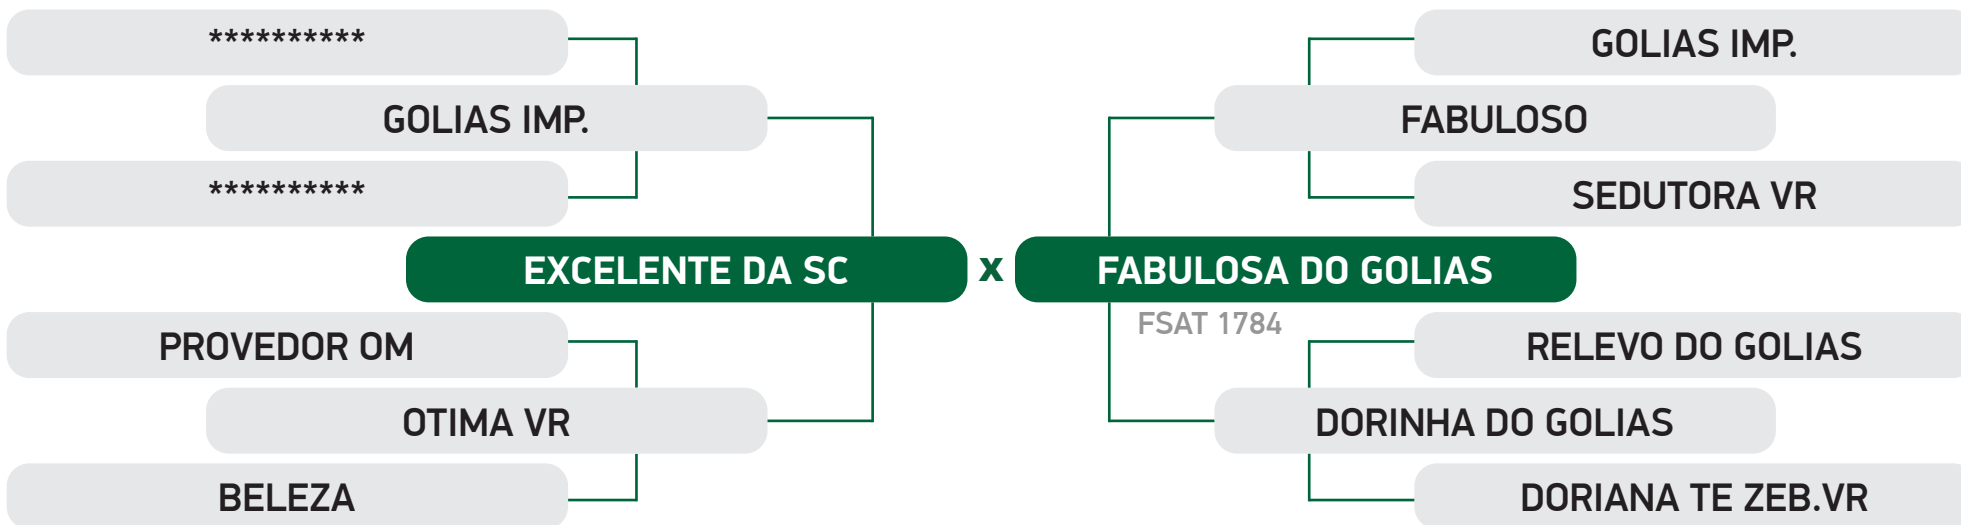 ********** GOLIAS IMP.
GOLIAS IMP. FABULOSO
********** SEDUTORA VR
EXCELENTE DA SC x FABULOSA DO GOLIAS
FSAT 1784
PROVEDOR OM RELEVO DO GOLIAS
OTIMA VR DORINHA DO GOLIAS
BELEZA DORIANA TE ZEB.VR